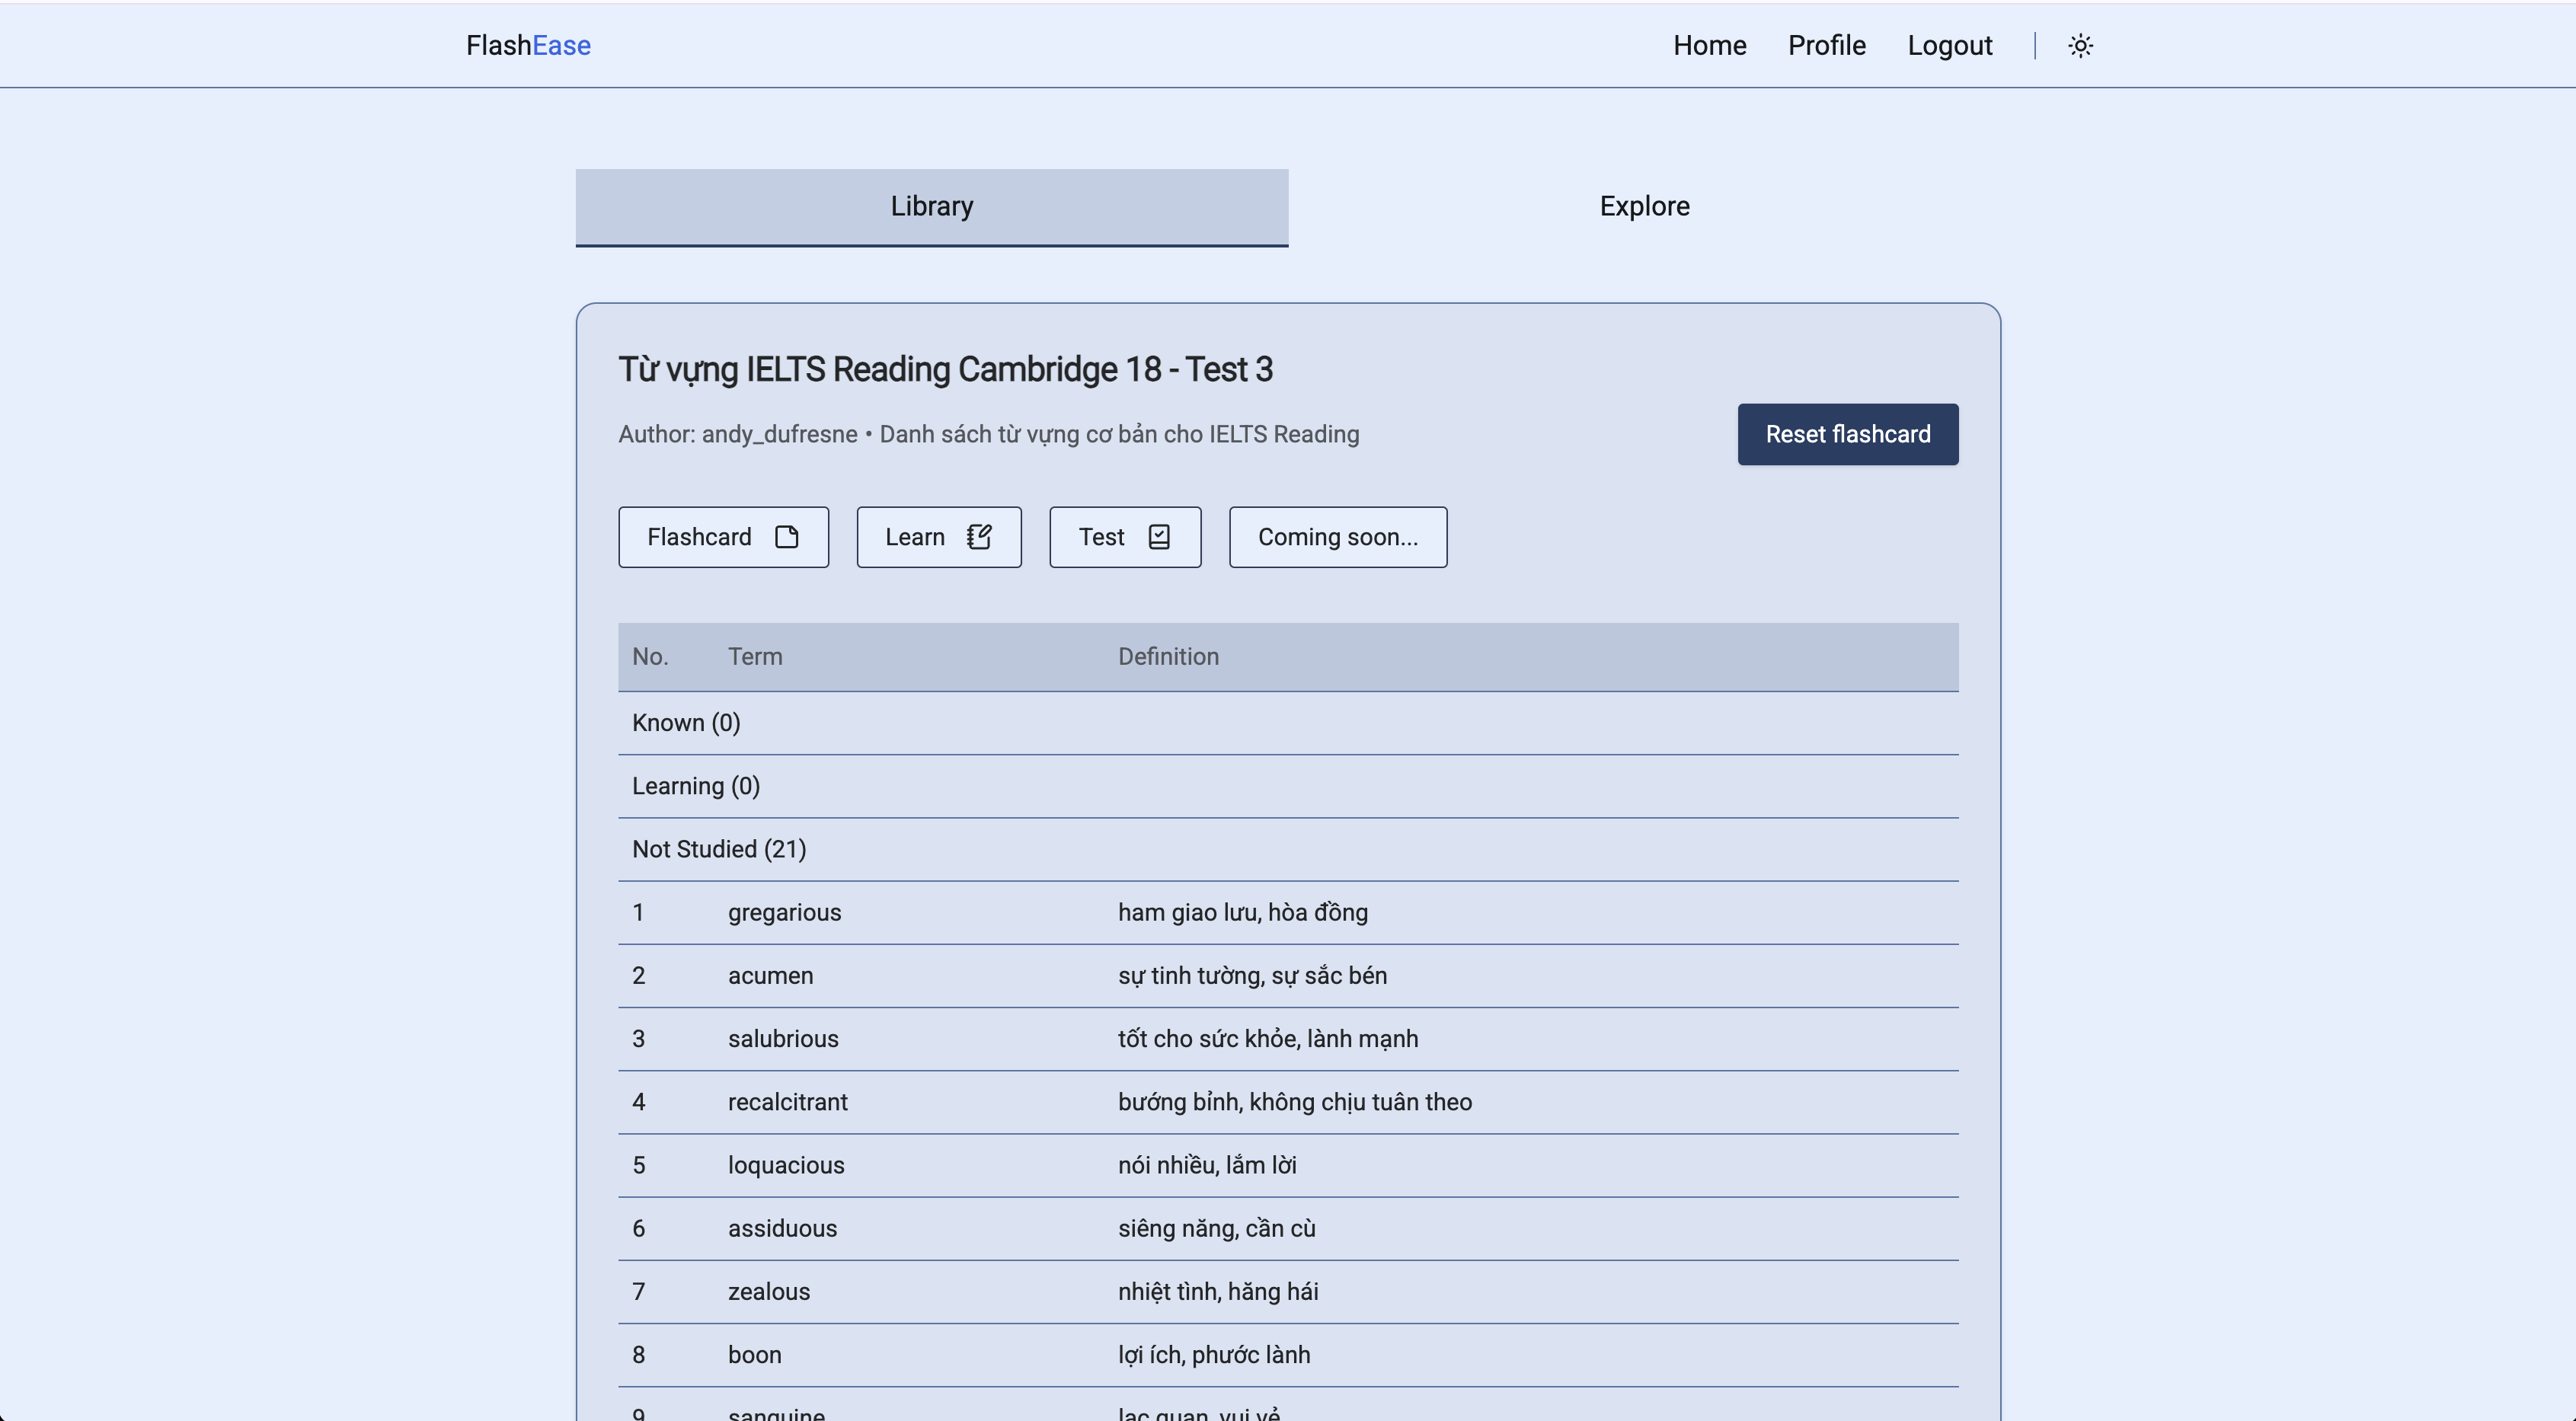 FlashEase
Home Profile Logout
Library Explore
Từ vựng IELTS Reading Cambridge 18 - Test 3
Author: andy_dufresne • Danh sách từ vựng cơ bản cho IELTS Reading
Reset flashcard
Flashcard Learn Test Coming soon...
No. Term Definition
Known (0)
Learning (0)
Not Studied (21)
1 gregarious ham giao lưu, hòa đồng
2 acumen sự tinh tường, sự sắc bén
3 salubrious tốt cho sức khỏe, lành mạnh
4 recalcitrant bướng bỉnh, không chịu tuân theo
5 loquacious nói nhiều, lắm lời
6 assiduous siêng năng, cần cù
7 zealous nhiệt tình, hăng hái
8 boon lợi ích, phước lành
9 sanguine lạc quan, vui vẻ